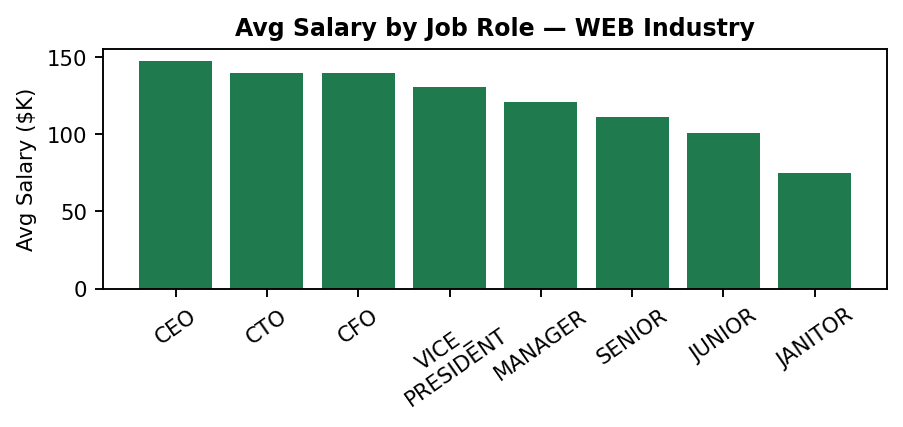 Avg Salary by Job Role — WEB Industry
Avg Salary ($K)
150
100
50
0
CEO
CTO
CFO
VICE_
PRESIDENT
MANAGER
SENIOR
JUNIOR
JANITOR